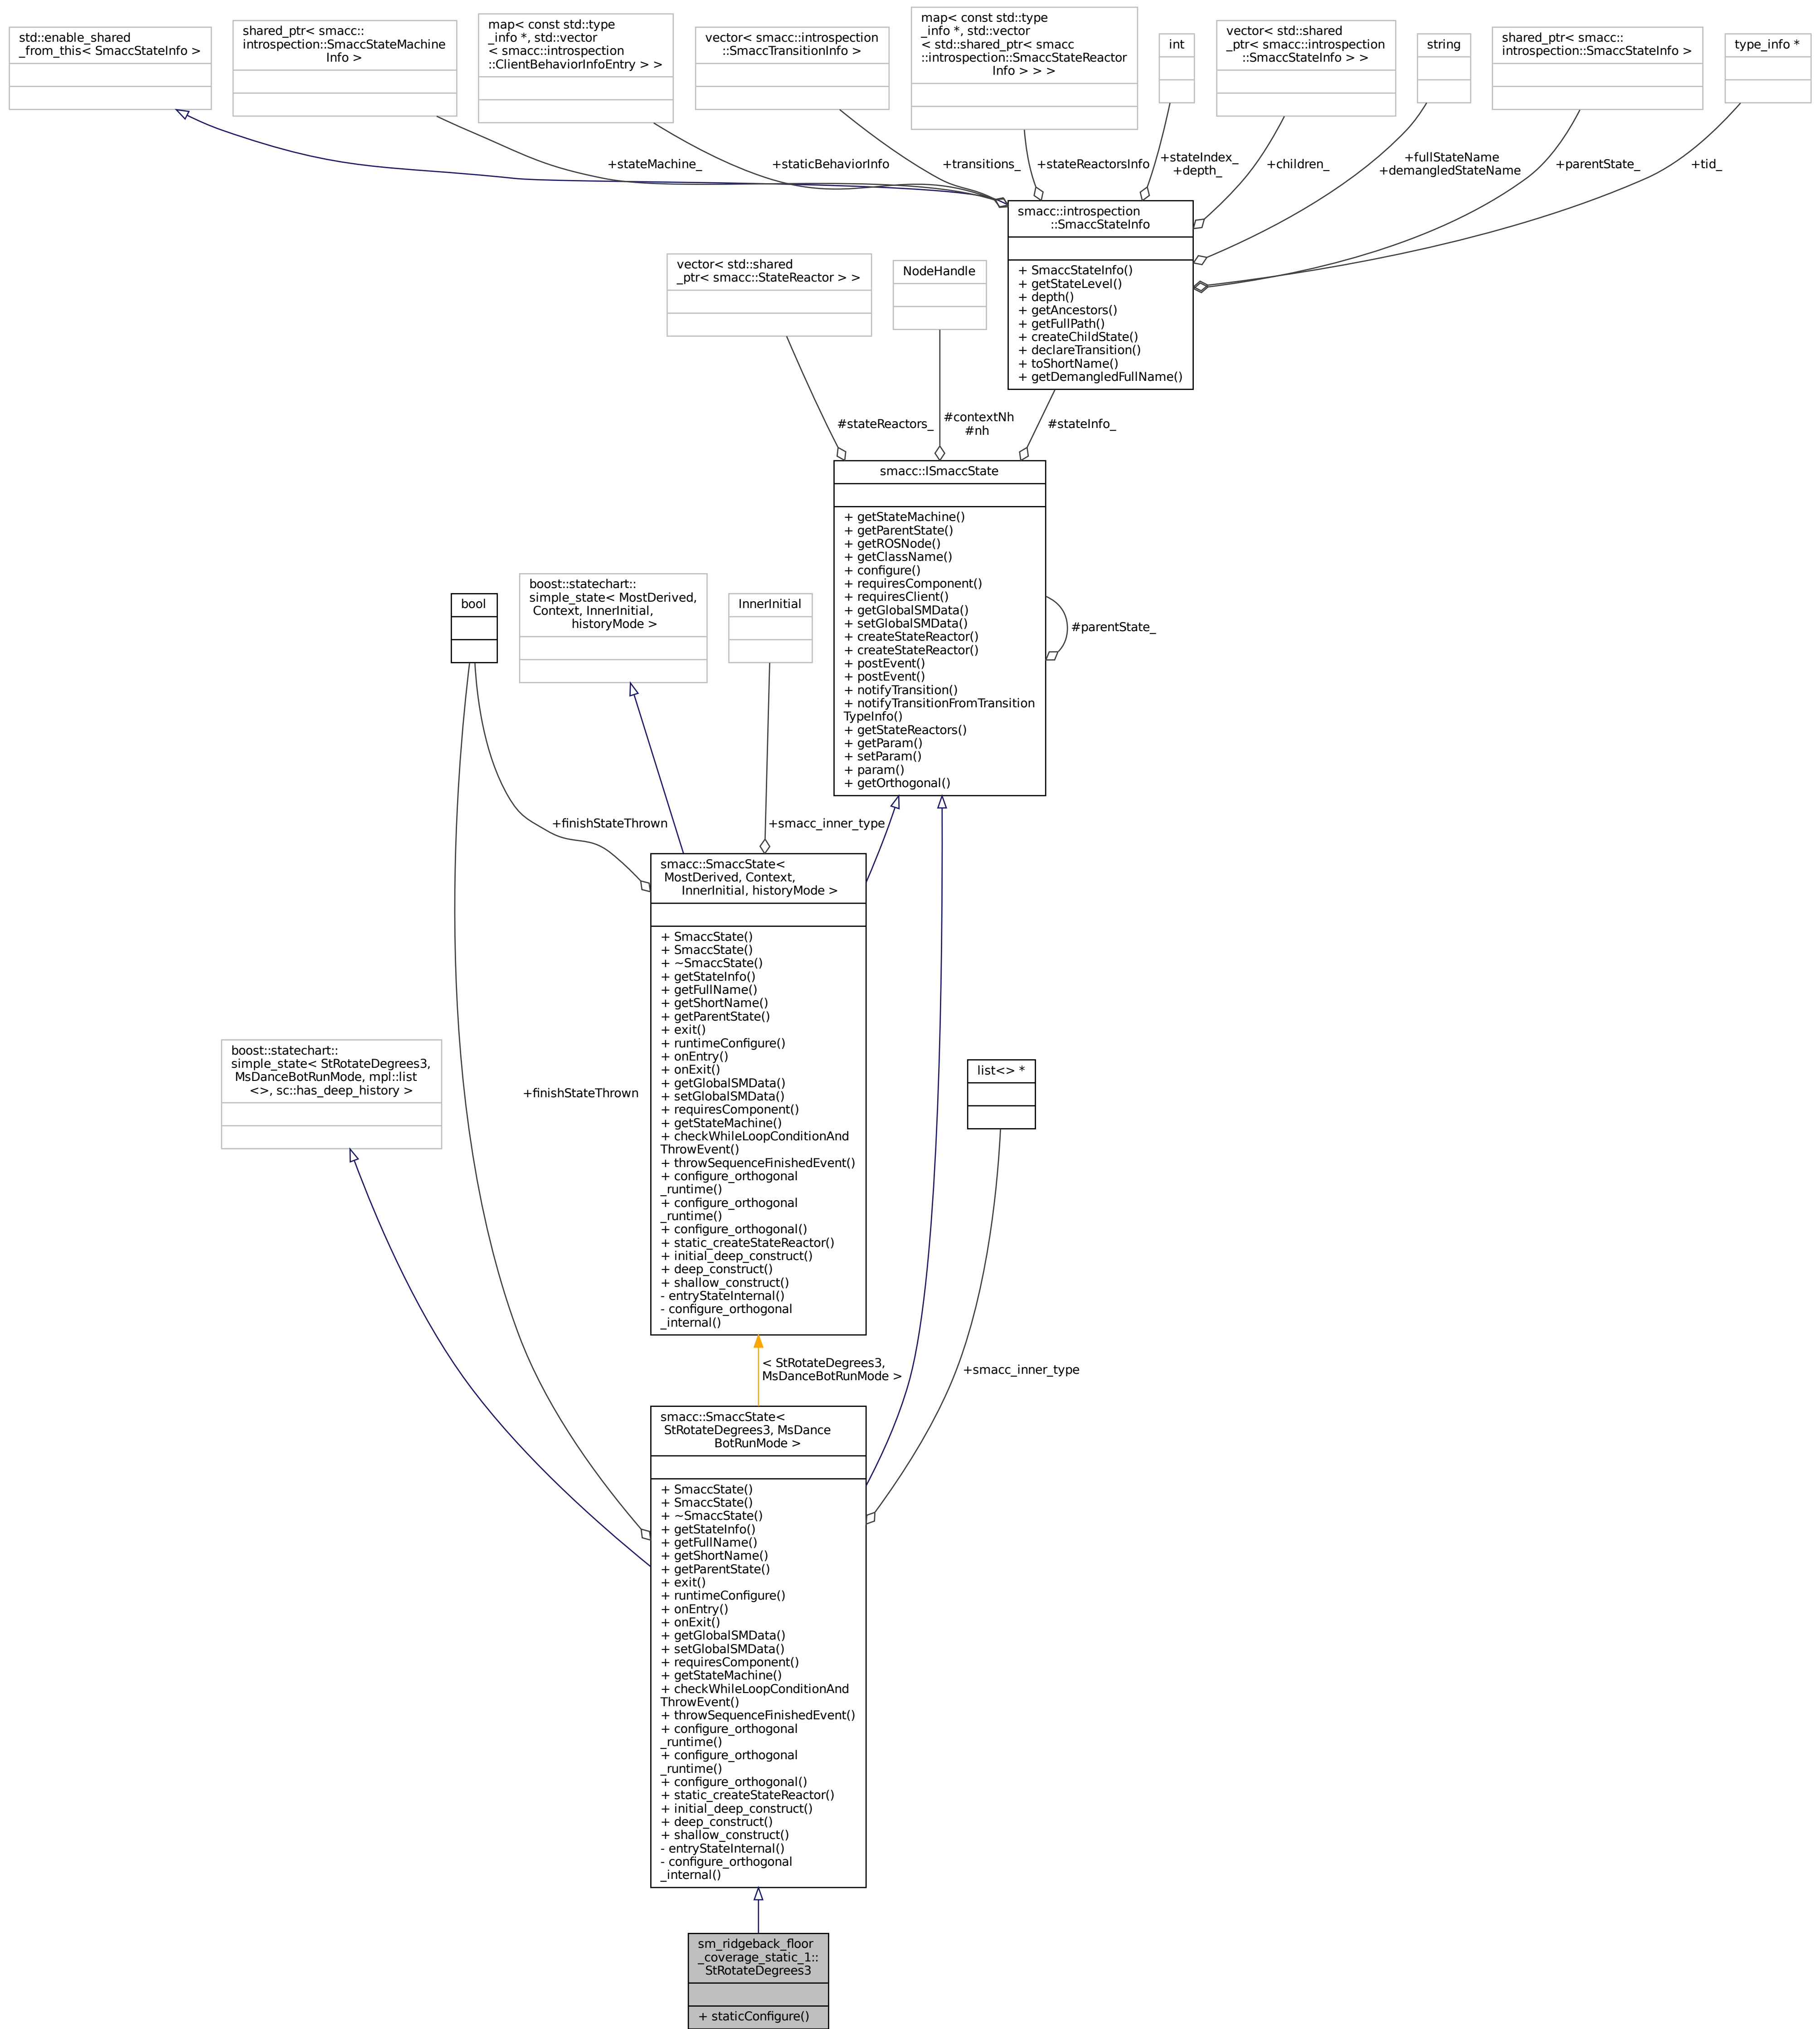 std::enable_shared
_from_this< SmaccStateInfo >
shared_ptr< smacc::
introspection::SmaccStateMachine
Info >
map< const std::type
_info *, std::vector
< smacc::introspection
::ClientBehaviorInfoEntry > >
vector< smacc::introspection
::SmaccTransitionInfo >
map< const std::type
_info *, std::vector
< std::shared_ptr< smacc
::introspection::SmaccStateReactor
Info > > >
int
vector< std::shared
_ptr< smacc::introspection
::SmaccStateInfo > >
string
shared_ptr< smacc::
introspection::SmaccStateInfo >
type_info *
+stateMachine_
+staticBehaviorInfo
+transitions_
+stateReactorsInfo
+stateIndex_
+depth_
+children_
+fullStateName
+demangledStateName
+parentState_
+tid_
smacc::introspection
::SmaccStateInfo
+ SmaccStateInfo()
+ getStateLevel()
+ depth()
+ getAncestors()
+ getFullPath()
+ createChildState()
+ declareTransition()
+ toShortName()
+ getDemangledFullName()
vector< std::shared
_ptr< smacc::StateReactor > >
NodeHandle
#stateReactors_
#contextNh
#nh
#stateInfo_
smacc::ISmaccState
+ getStateMachine()
+ getParentState()
+ getROSNode()
+ getClassName()
+ configure()
+ requiresComponent()
+ requiresClient()
+ getGlobalSMData()
+ setGlobalSMData()
+ createStateReactor()
+ createStateReactor()
+ postEvent()
+ postEvent()
+ notifyTransition()
+ notifyTransitionFromTransition
TypeInfo()
+ getStateReactors()
+ getParam()
+ setParam()
+ param()
+ getOrthogonal()
#parentState_
bool
boost::statechart::
simple_state< MostDerived,
Context, InnerInitial,
historyMode >
InnerInitial
+finishStateThrown
+smacc_inner_type
smacc::SmaccState<
MostDerived, Context,
InnerInitial, historyMode >
+ SmaccState()
+ SmaccState()
+ ~SmaccState()
+ getStateInfo()
+ getFullName()
+ getShortName()
+ getParentState()
+ exit()
+ runtimeConfigure()
+ onEntry()
+ onExit()
+ getGlobalSMData()
+ setGlobalSMData()
+ requiresComponent()
+ getStateMachine()
+ checkWhileLoopConditionAnd
ThrowEvent()
+ throwSequenceFinishedEvent()
+ configure_orthogonal
_runtime()
+ configure_orthogonal
_runtime()
+ configure_orthogonal()
+ static_createStateReactor()
+ initial_deep_construct()
+ deep_construct()
+ shallow_construct()
- entryStateInternal()
- configure_orthogonal
_internal()
boost::statechart::
simple_state< StRotateDegrees3,
MsDanceBotRunMode, mpl::list
<>, sc::has_deep_history >
+finishStateThrown
list<> *
< StRotateDegrees3,
MsDanceBotRunMode >
+smacc_inner_type
smacc::SmaccState<
StRotateDegrees3, MsDance
BotRunMode >
+ SmaccState()
+ SmaccState()
+ ~SmaccState()
+ getStateInfo()
+ getFullName()
+ getShortName()
+ getParentState()
+ exit()
+ runtimeConfigure()
+ onEntry()
+ onExit()
+ getGlobalSMData()
+ setGlobalSMData()
+ requiresComponent()
+ getStateMachine()
+ checkWhileLoopConditionAnd
ThrowEvent()
+ throwSequenceFinishedEvent()
+ configure_orthogonal
_runtime()
+ configure_orthogonal
_runtime()
+ configure_orthogonal()
+ static_createStateReactor()
+ initial_deep_construct()
+ deep_construct()
+ shallow_construct()
- entryStateInternal()
- configure_orthogonal
_internal()
sm_ridgeback_floor
_coverage_static_1::
StRotateDegrees3
+ staticConfigure()